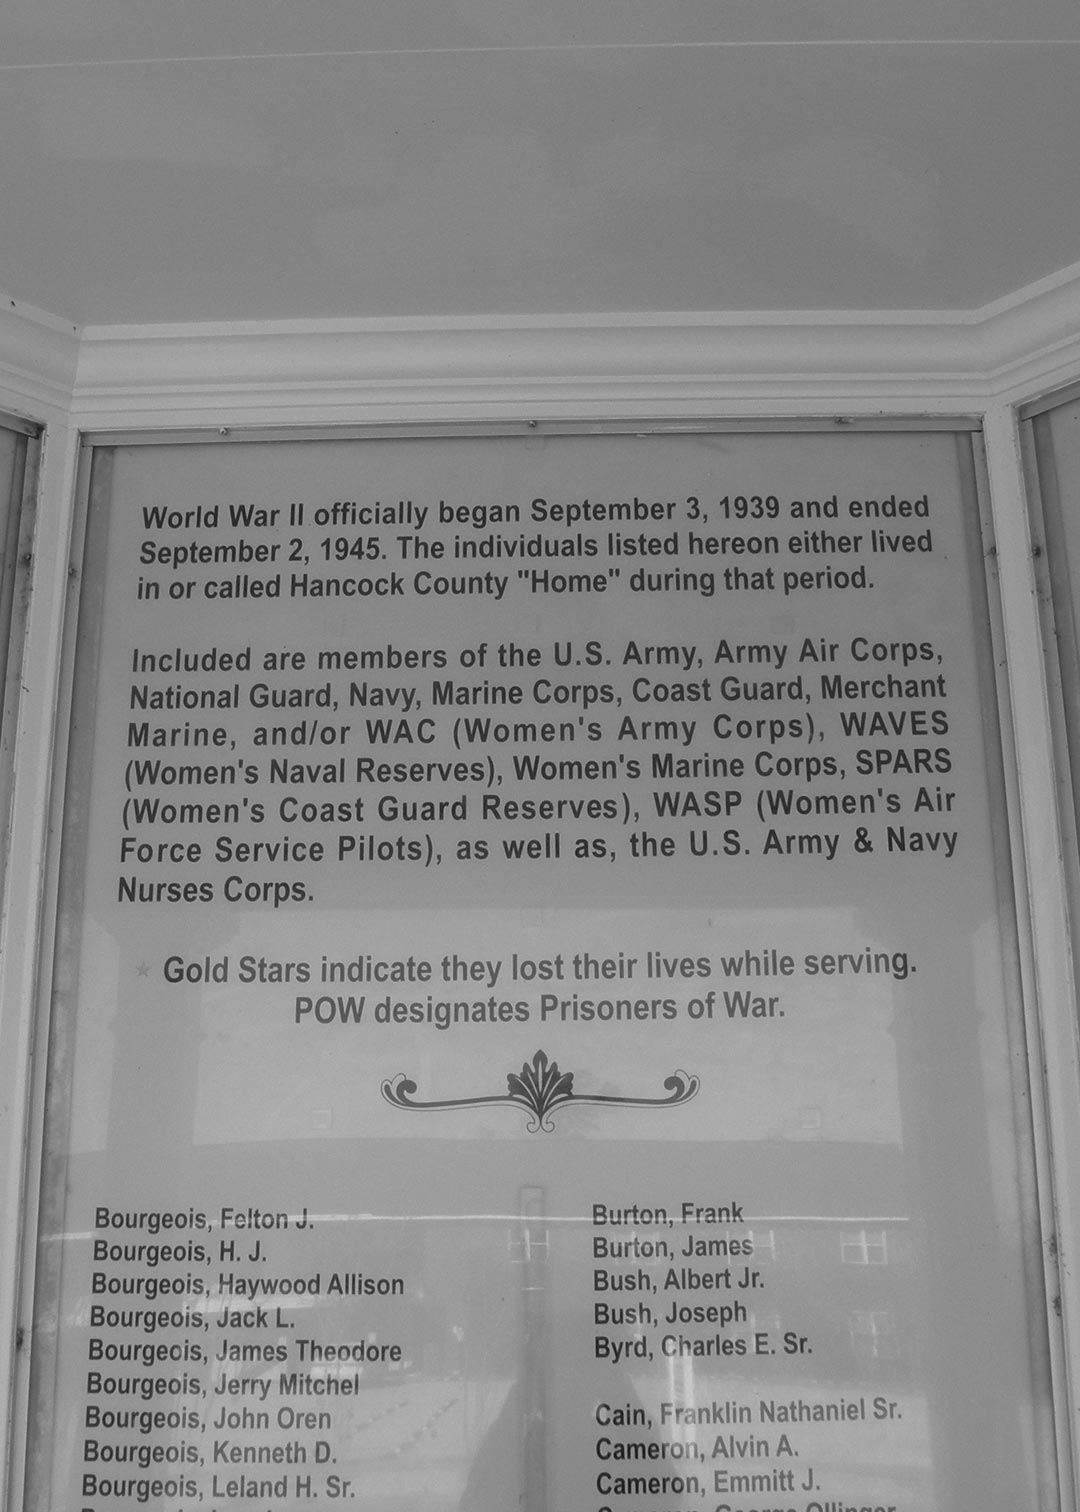 World War II officially began September 3, 1939 and ended
September 2, 1945. The individuals listed hereon either lived
in or called Hancock County "Home" during that period.
Included are members of the U.S. Army, Army Air Corps,
National Guard, Navy, Marine Corps, Coast Guard, Merchant
Marine, and/or WAC (Women's Army Corps), WAVES
(Women's Naval Reserves), Women's Marine Corps, SPARS
(Women's Coast Guard Reserves), WASP (Women's Air
Force Service Pilots), as well as, the U.S. Army & Navy
Nurses Corps.
Gold Stars indicate they lost their lives while serving.
POW designates Prisoners of War.
Bourgeois, Felton J.
Bourgeois, H. J.
Bourgeois, Haywood Allison
Bourgeois, Jack L.
Bourgeois, James Theodore
Bourgeois, Jerry Mitchel
Bourgeois, John Oren
Bourgeois, Kenneth D.
Bourgeois, Leland H. Sr.
Burton, Frank
Burton, James
Bush, Albert Jr.
Bush, Joseph
Byrd, Charles E. Sr.
Cain, Franklin Nathaniel Sr.
Cameron, Alvin A.
Cameron, Emmitt J.